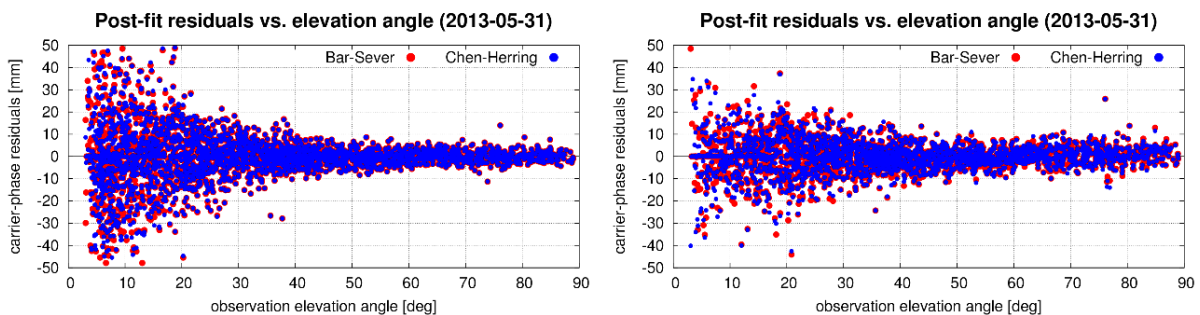 Post-fit residuals vs. elevation angle (2013-05-31)
Bar-Sever
Chen-Herring
carrier-phase residuals [mm]
50
40
30
20
10
0
-10
-20
-30
-40
-50
0 10 20 30 40 50 60 70 80 90
observation elevation angle [deg]
Post-fit residuals vs. elevation angle (2013-05-31)
Bar-Sever
Chen-Herring
carrier-phase residuals [mm]
50
40
30
20
10
0
-10
-20
-30
-40
-50
0 10 20 30 40 50 60 70 80 90
observation elevation angle [deg]